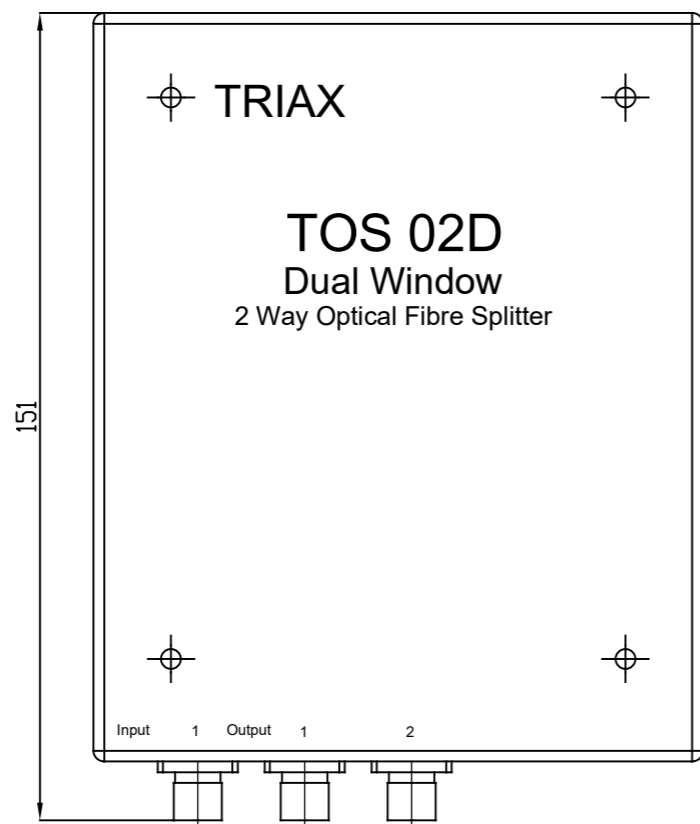 TRIAX
TOS 02D
Dual Window
2 Way Optical Fibre Splitter
151
Input 1 Output 1 2